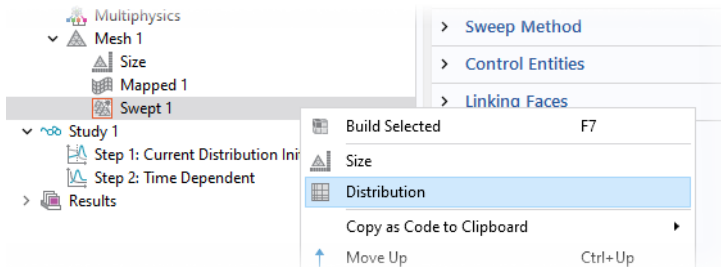 Multiphysics
Mesh 1
Size
Mapped 1
Swept 1
Study 1
Step 1: Current Distribution Ini
Step 2: Time Dependent
Results
Sweep Method
Control Entities
Linking Faces
Build Selected F7
Size
Distribution
Copy as Code to Clipboard
Move Up Ctrl+Up